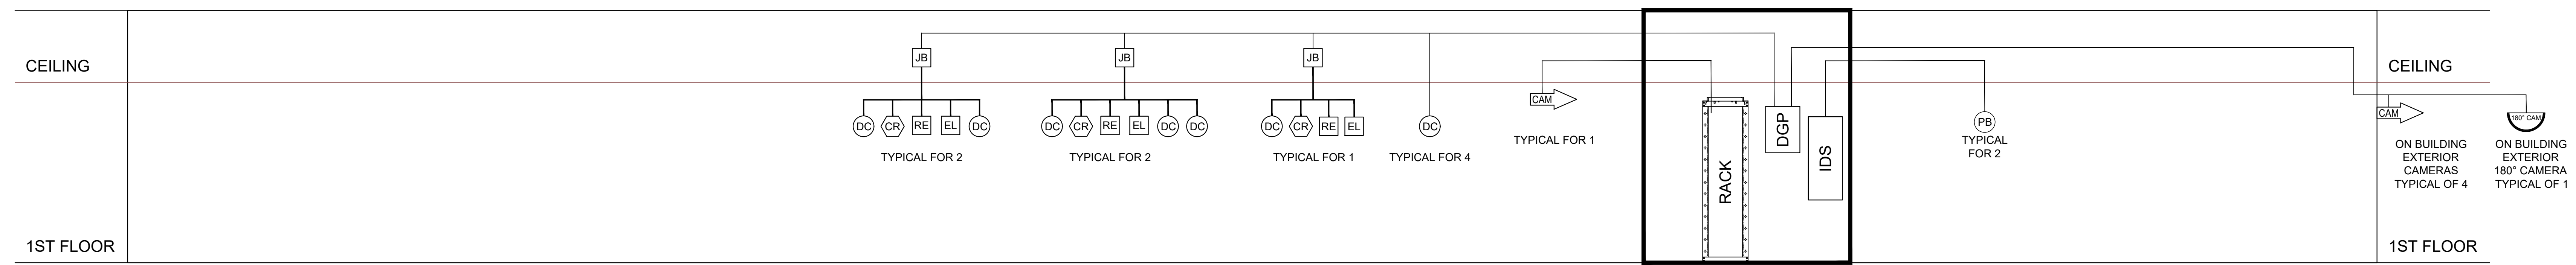 CEILING
JB
JB
JB
CEILING
DC
CR
RE
EL
DC
DC
CR
RE
EL
DC
DC
DC
CR
RE
EL
DC
CAM
RACK
DGP
IDS
PB
CAM
180° CAM
TYPICAL FOR 2
TYPICAL FOR 2
TYPICAL FOR 1
TYPICAL FOR 4
TYPICAL FOR 1
TYPICAL
FOR 2
ON BUILDING
EXTERIOR
CAMERAS
TYPICAL OF 4
ON BUILDING
EXTERIOR
180° CAMERA
TYPICAL OF 1
1ST FLOOR
1ST FLOOR